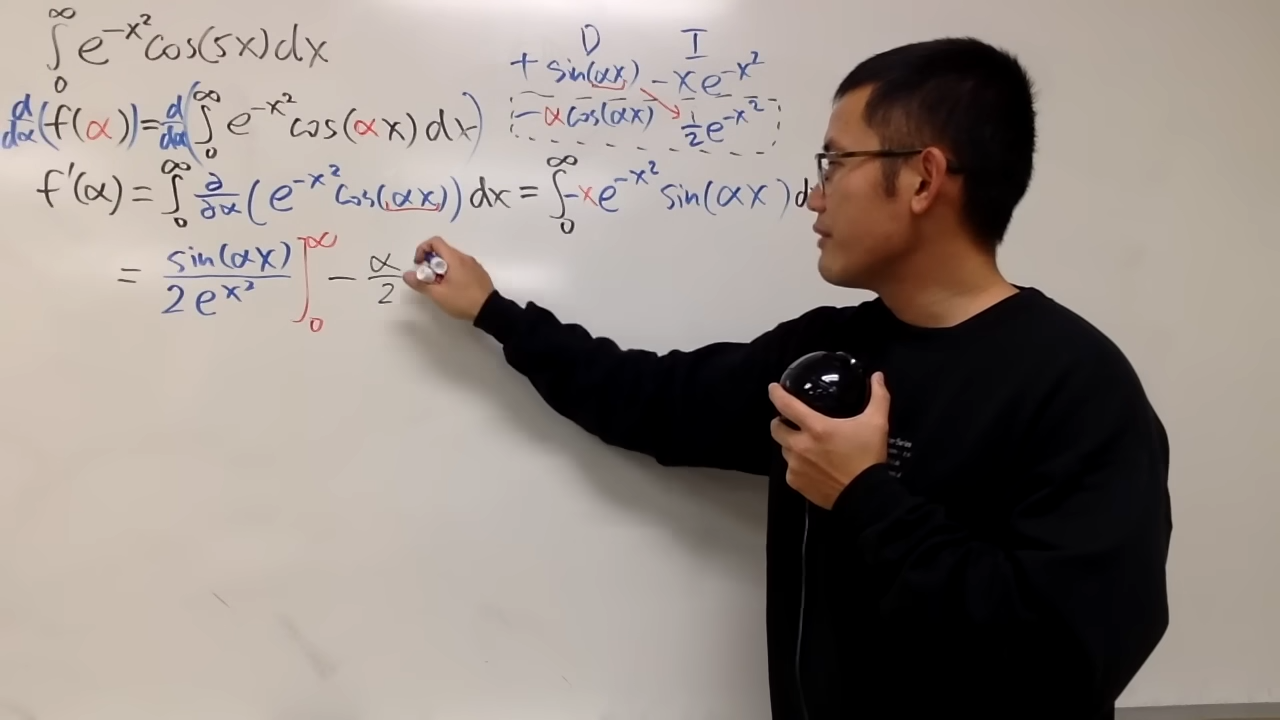 ∫₀^∞ e^{-x²} cos(5x) dx
D I
+ sin(αx) -xe^{-x²}
- αcos(αx) ½e^{-x²}
d/dα (f(α)) = d/dα (∫₀^∞ e^{-x²} cos(αx) dx)
f'(α) = ∫₀^∞ ∂/∂α (e^{-x²} cos(αx)) dx = ∫₀^∞ -xe^{-x²} sin(αx) d
= sin(αx)/2e^{x²} ]₀^∞ - α/2